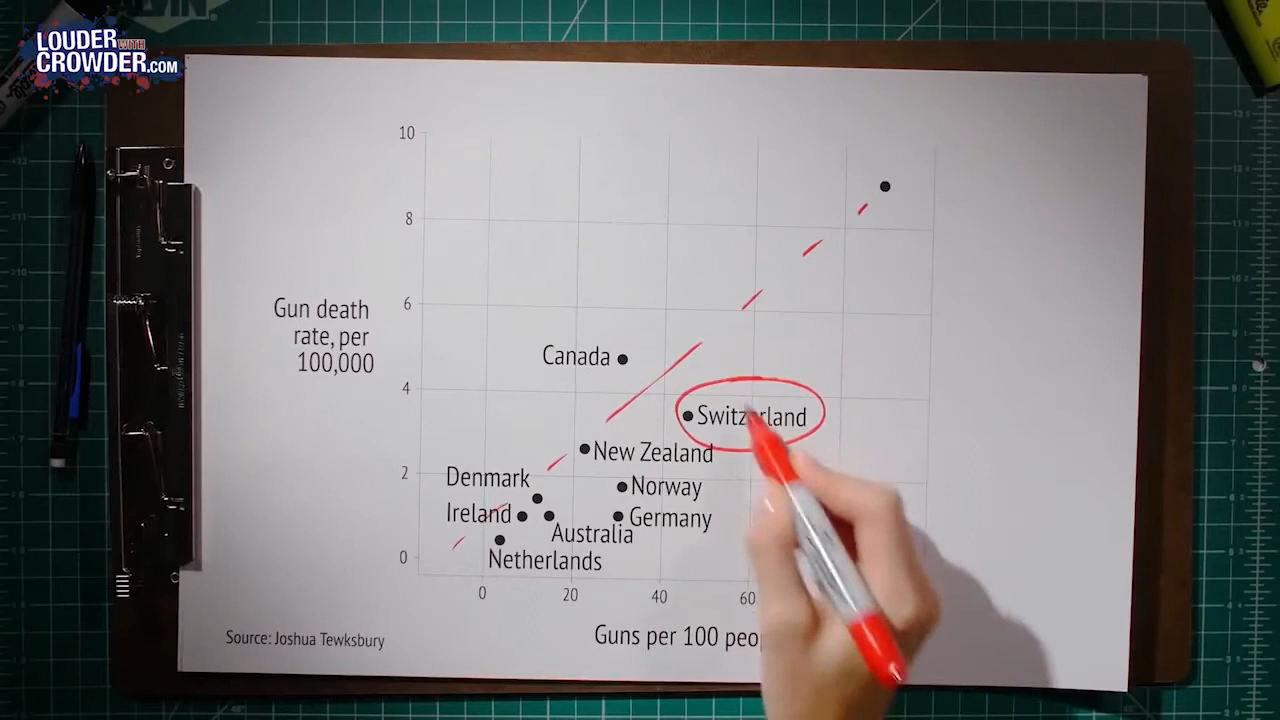 LOUDER WITH
CROWDER.COM
10
8
6
4
2
0
Gun death
rate, per
100,000
Canada
Switzerland
New Zealand
Denmark
Norway
Ireland
Germany
Australia
Netherlands
0 20 40 60
Guns per 100
Source: Joshua Tewksbury